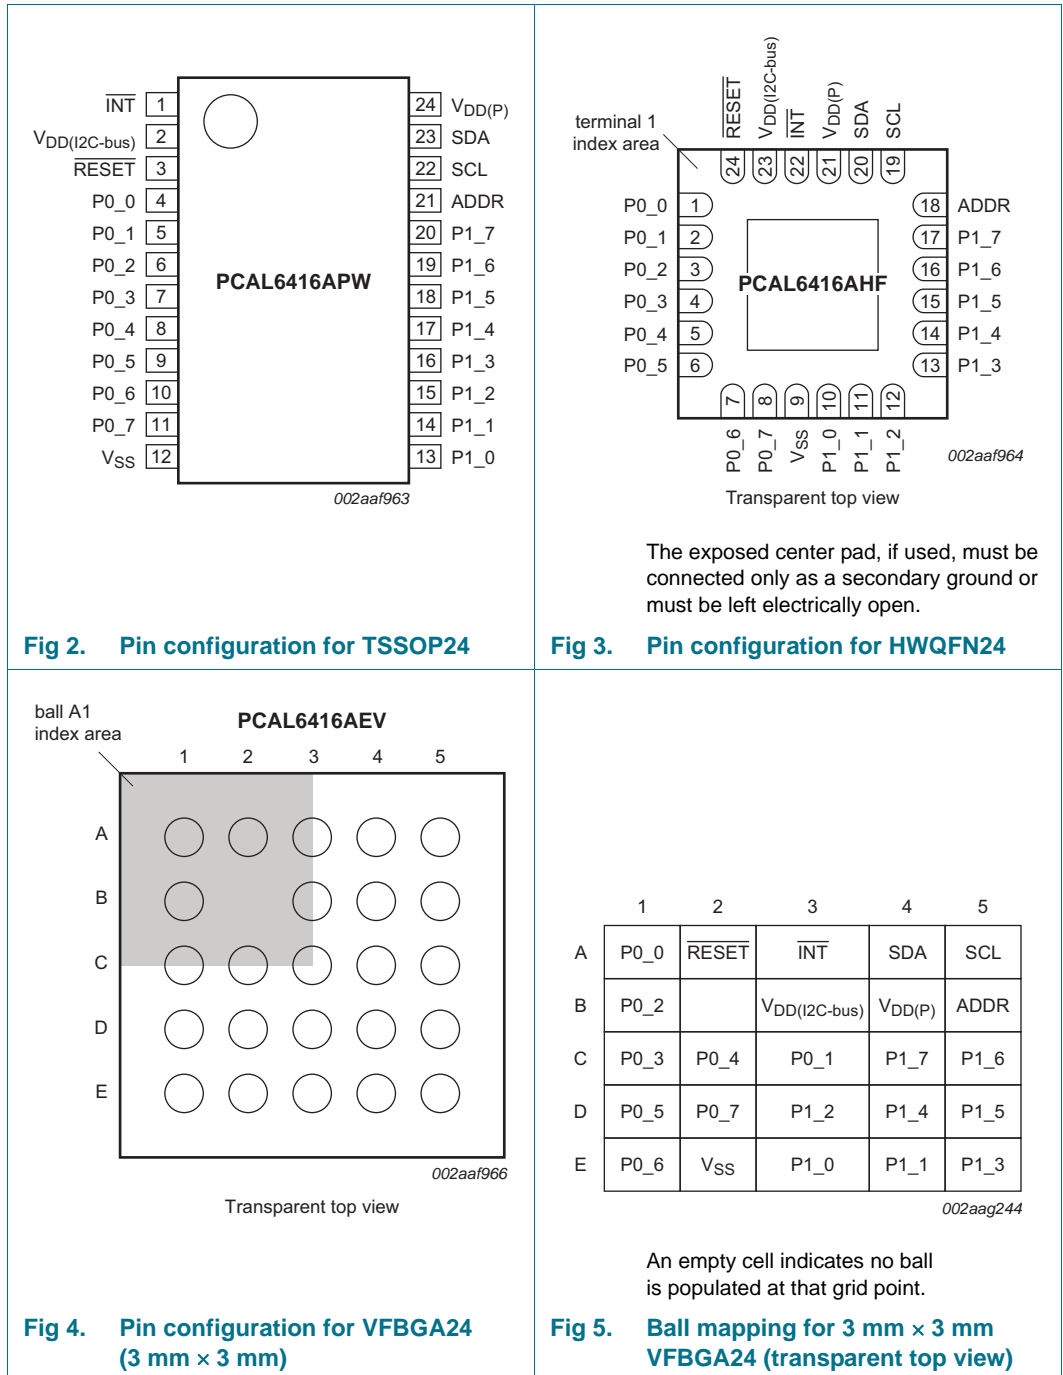 INT 1
VDD(I2C-bus) 2
RESET 3
P0_0 4
P0_1 5
P0_2 6
P0_3 7
P0_4 8
P0_5 9
P0_6 10
P0_7 11
VSS 12
PCAL6416APW
24 VDD(P)
23 SDA
22 SCL
21 ADDR
20 P1_7
19 P1_6
18 P1_5
17 P1_4
16 P1_3
15 P1_2
14 P1_1
13 P1_0
002aaf963
Fig 2. Pin configuration for TSSOP24
terminal 1
index area
RESET VDD(I2C-bus) INT VDD(P) SDA SCL
24 23 22 21 20 19
P0_0 1
P0_1 2
P0_2 3
P0_3 4
P0_4 5
P0_5 6
PCAL6416AHF
18 ADDR
17 P1_7
16 P1_6
15 P1_5
14 P1_4
13 P1_3
7 8 9 10 11 12
P0_6 P0_7 VSS P1_0 P1_1 P1_2
002aaf964
Transparent top view
The exposed center pad, if used, must be
connected only as a secondary ground or
must be left electrically open.
Fig 3. Pin configuration for HWQFN24
ball A1
index area
PCAL6416AEV
1 2 3 4 5
A
B
C
D
E
002aaf966
Transparent top view
Fig 4. Pin configuration for VFBGA24
(3 mm × 3 mm)
1 2 3 4 5
A P0_0 RESET INT SDA SCL
B P0_2 VDD(I2C-bus) VDD(P) ADDR
C P0_3 P0_4 P0_1 P1_7 P1_6
D P0_5 P0_7 P1_2 P1_4 P1_5
E P0_6 VSS P1_0 P1_1 P1_3
002aag244
An empty cell indicates no ball
is populated at that grid point.
Fig 5. Ball mapping for 3 mm × 3 mm
VFBGA24 (transparent top view)